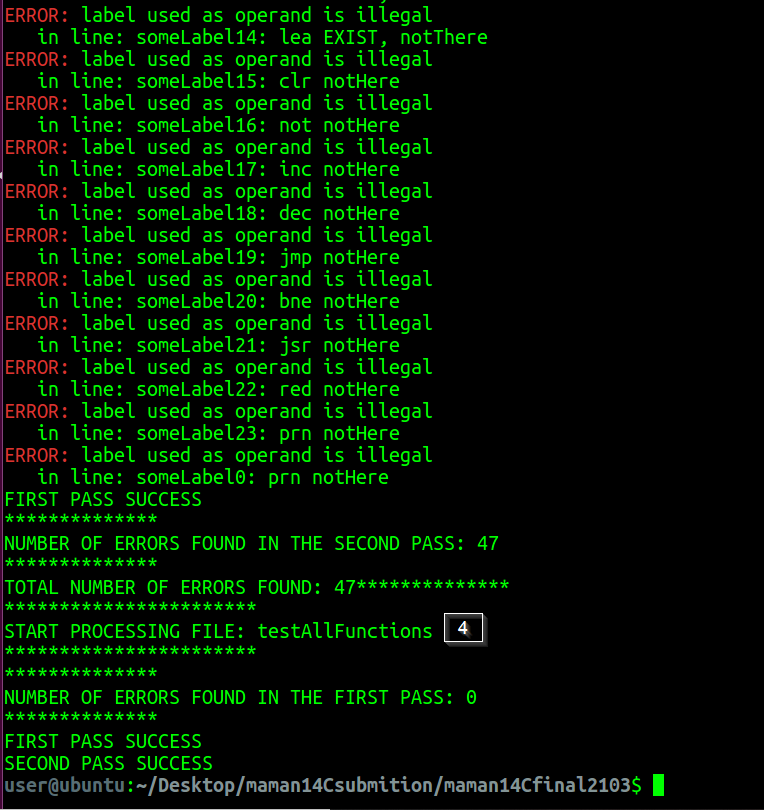 ERROR: label used as operand is illegal
   in line: someLabel14: lea EXIST, notThere
ERROR: label used as operand is illegal
   in line: someLabel15: clr notHere
ERROR: label used as operand is illegal
   in line: someLabel16: not notHere
ERROR: label used as operand is illegal
   in line: someLabel17: inc notHere
ERROR: label used as operand is illegal
   in line: someLabel18: dec notHere
ERROR: label used as operand is illegal
   in line: someLabel19: jmp notHere
ERROR: label used as operand is illegal
   in line: someLabel20: bne notHere
ERROR: label used as operand is illegal
   in line: someLabel21: jsr notHere
ERROR: label used as operand is illegal
   in line: someLabel22: red notHere
ERROR: label used as operand is illegal
   in line: someLabel23: prn notHere
ERROR: label used as operand is illegal
   in line: someLabel0: prn notHere
FIRST PASS SUCCESS
**************
NUMBER OF ERRORS FOUND IN THE SECOND PASS: 47
**************
TOTAL NUMBER OF ERRORS FOUND: 47**************
***********************
START PROCESSING FILE: testAllFunctions 4
***********************
**************
NUMBER OF ERRORS FOUND IN THE FIRST PASS: 0
**************
FIRST PASS SUCCESS
SECOND PASS SUCCESS
user@ubuntu:~/Desktop/maman14Csubmition/maman14Cfinal2103$